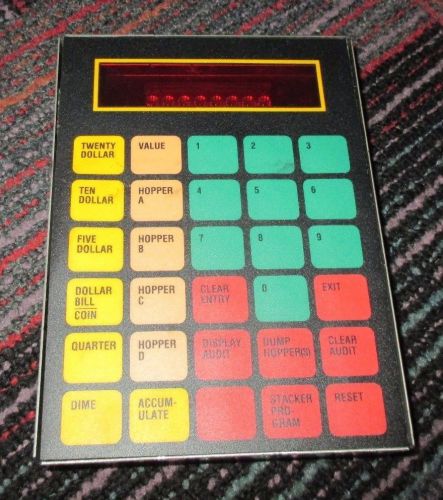 TWENTY
DOLLAR
VALUE
1
2
3
TEN
DOLLAR
HOPPER
A
4
5
6
FIVE
DOLLAR
HOPPER
B
7
8
9
DOLLAR
BILL
COIN
HOPPER
C
CLEAR
ENTRY
0
EXIT
QUARTER
HOPPER
D
DISPLAY
AUDIT
DUMP
HOPPER(S)
CLEAR
AUDIT
DIME
ACCUM-
ULATE
STACKER
PRO-
GRAM
RESET